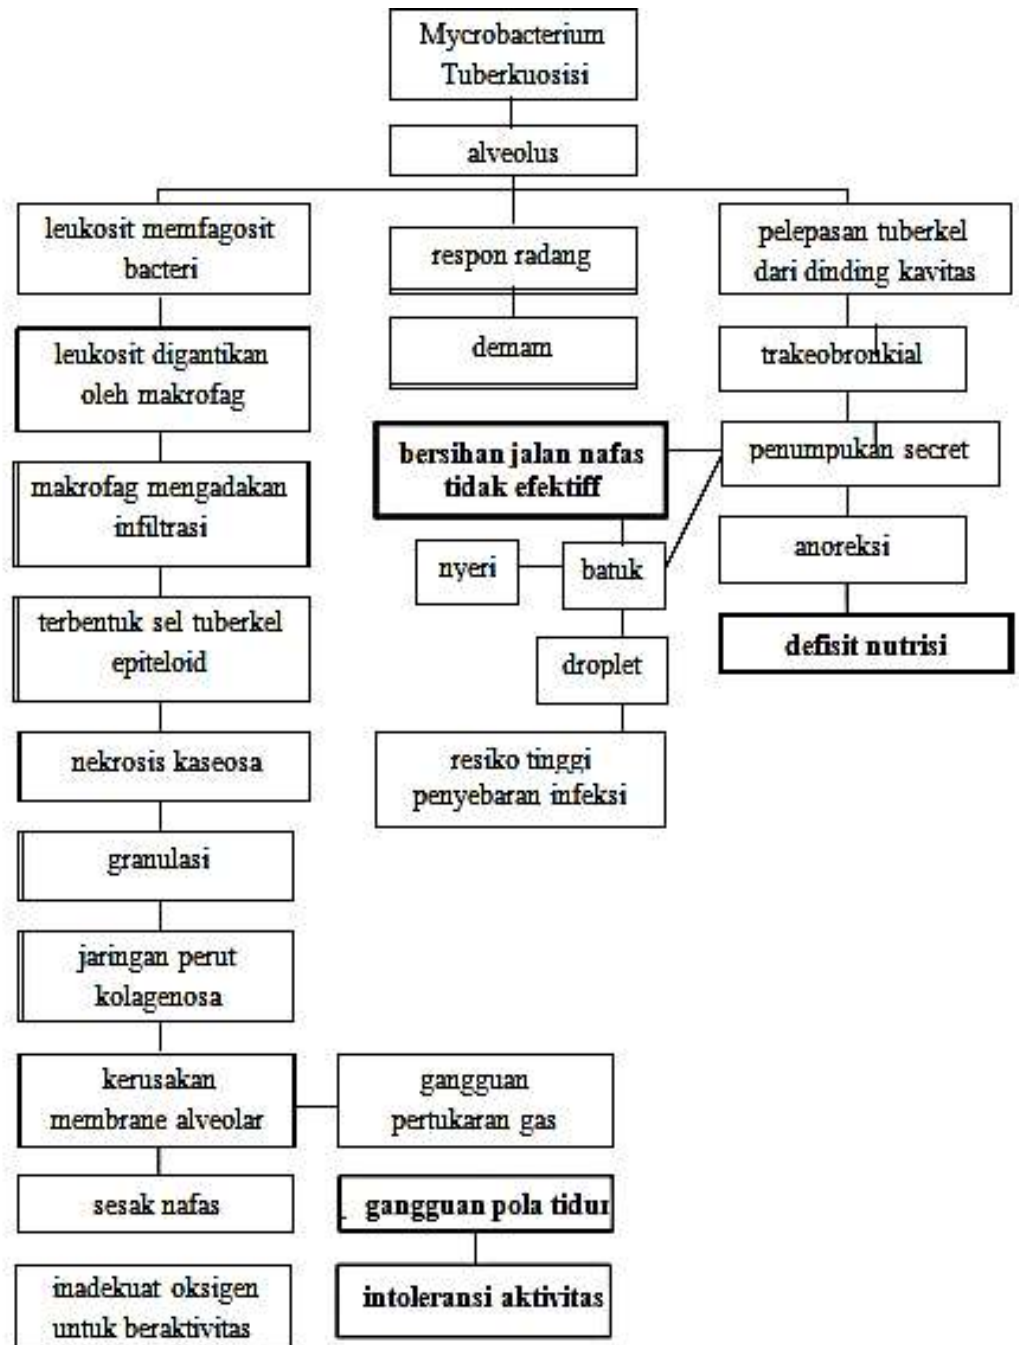 Mycrobacterium
Tuberkuosisi
alveolus
leukosit memfagosit
bacteri
respon radang
pelepasan tuberkel
dari dinding kavitas
leukosit digantikan
oleh makrofag
demam
trakeobronkial
bersihan jalan nafas
tidak efektiff
penumpukan secret
makrofag mengadakan
infiltrasi
nyeri
batuk
anoreksi
terbentuk sel tuberkel
epiteloid
droplet
defisit nutrisi
nekrosis kaseosa
resiko tinggi
penyebaran infeksi
granulasi
jaringan perut
kolagenosa
kerusakan
membrane alveolar
gangguan
pertukaran gas
sesak nafas
gangguan pola tidur
inadekuat oksigen
untuk beraktivitas
intoleransi aktivitas